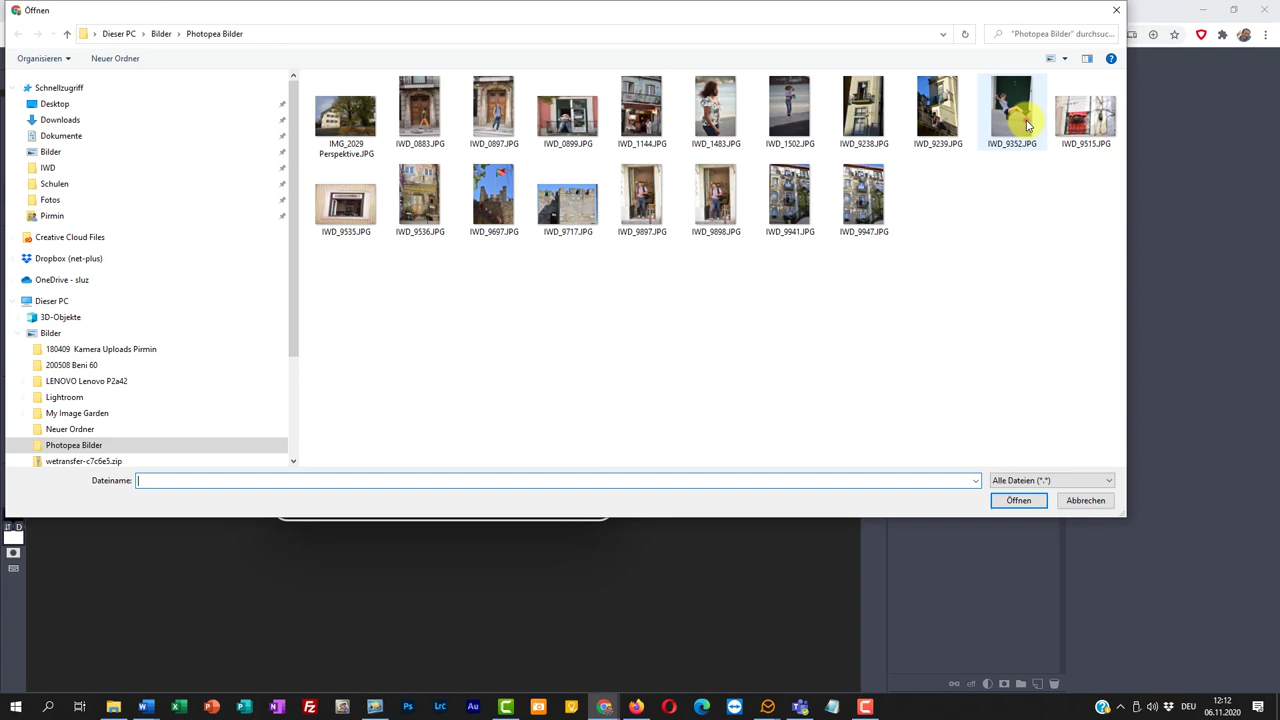 Öffnen
Dieser PC > Bilder > Photopea Bilder
"Photopea Bilder" durchsuc...
Organisieren
Neuer Ordner
Schnellzugriff
Desktop
Downloads
Dokumente
Bilder
IWD
Schulen
Fotos
Pirmin
Creative Cloud Files
Dropbox (net-plus)
OneDrive - sluz
Dieser PC
3D-Objekte
Bilder
180409 Kamera Uploads Pirmin
200508 Beni 60
LENOVO Lenovo P2a42
Lightroom
My Image Garden
Neuer Ordner
Photopea Bilder
wetransfer-c7c6e5.zip
IMG_2029
Perspektive.JPG
IWD_0883.JPG
IWD_0897.JPG
IWD_0899.JPG
IWD_1144.JPG
IWD_1483.JPG
IWD_1502.JPG
IWD_9238.JPG
IWD_9239.JPG
IWD_9352.JPG
IWD_9515.JPG
IWD_9535.JPG
IWD_9536.JPG
IWD_9697.JPG
IWD_9717.JPG
IWD_9897.JPG
IWD_9898.JPG
IWD_9941.JPG
IWD_9947.JPG
Dateiname:
Alle Dateien (*.*)
Öffnen
Abbrechen
D
eff
Ps
Lrc
Au
DE
12:12
06.11.2020